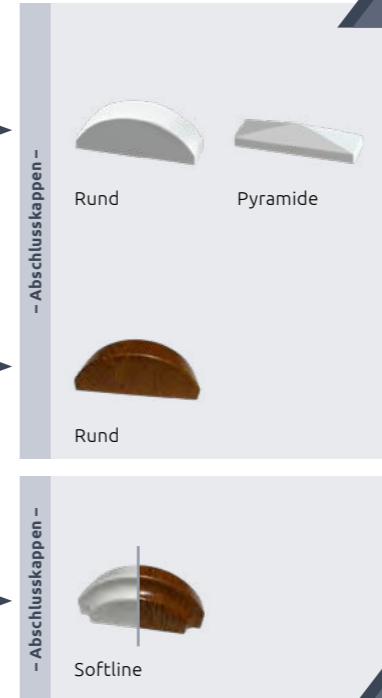 – Abschlusskappen –
Rund
Pyramide
Rund
– Abschlusskappen –
Softline